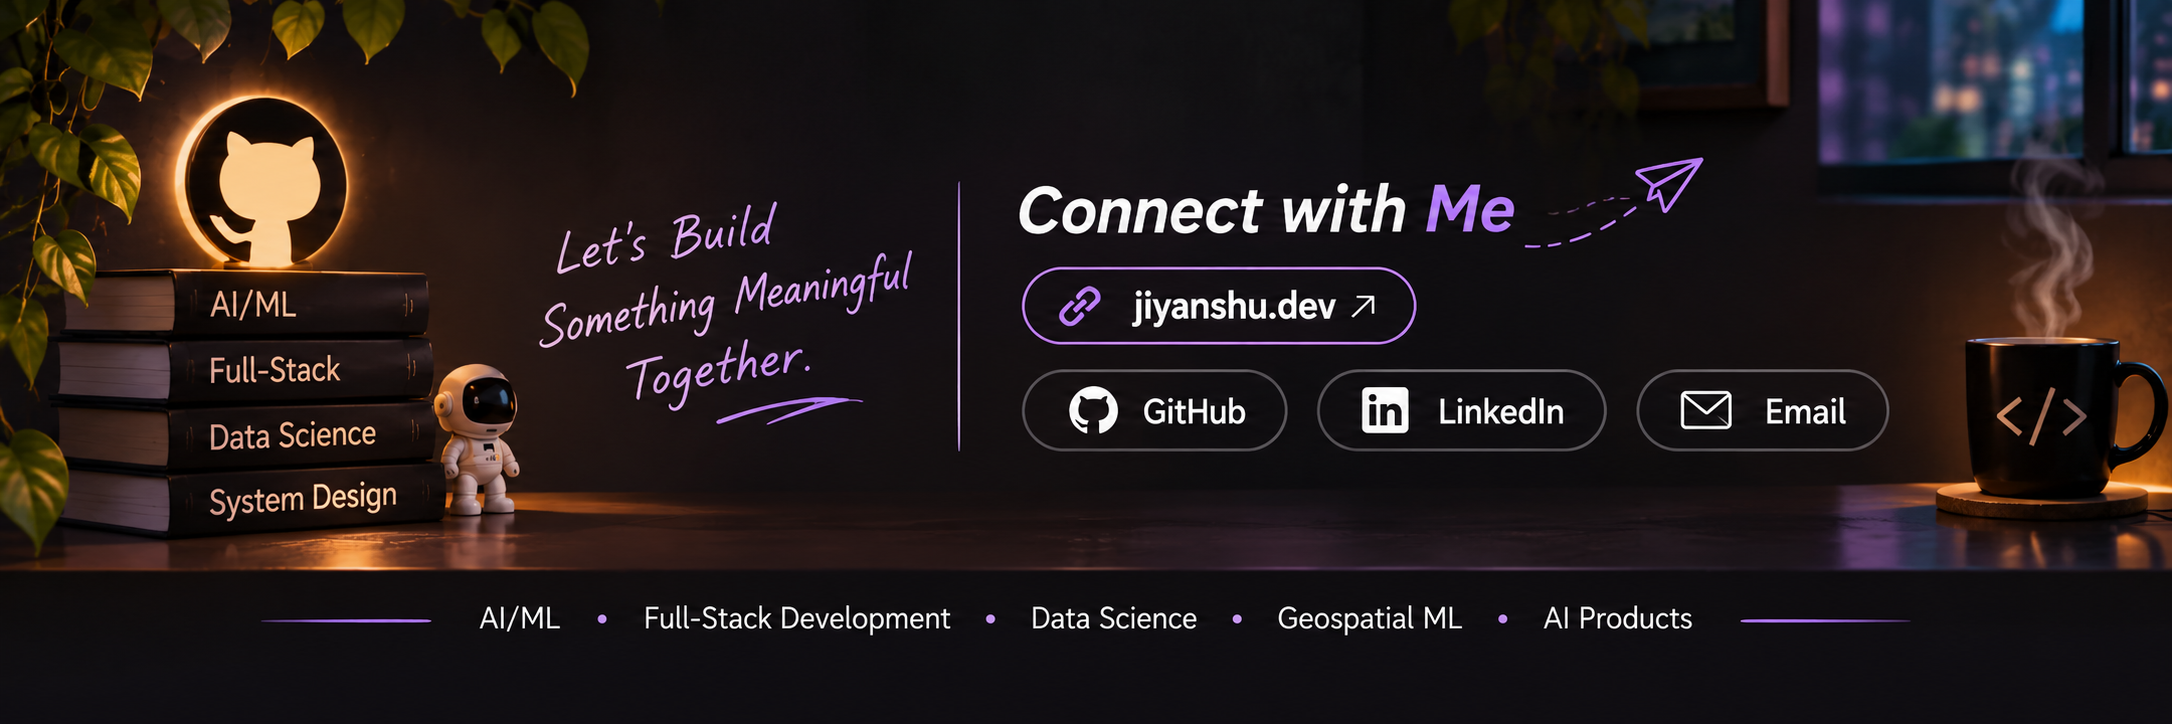 AI/ML
Full-Stack
Data Science
System Design
Let's Build
Something Meaningful
Together.
Connect with Me
jiyanshu.dev
GitHub
in LinkedIn
Email
</>
AI/ML • Full-Stack Development • Data Science • Geospatial ML • AI Products